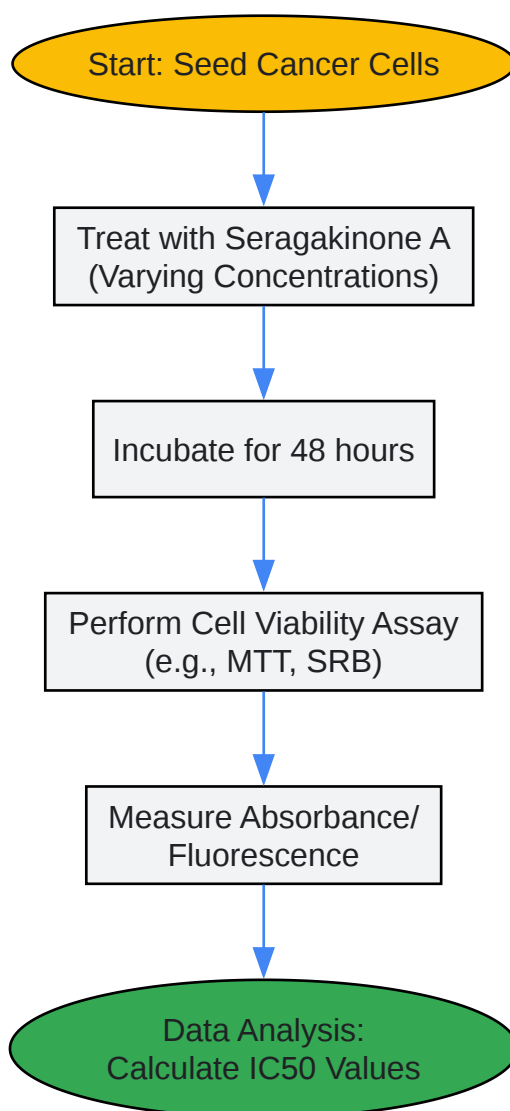 Start: Seed Cancer Cells
Treat with Seragakinone A
(Varying Concentrations)
Incubate for 48 hours
Perform Cell Viability Assay
(e.g., MTT, SRB)
Measure Absorbance/
Fluorescence
Data Analysis:
Calculate IC50 Values